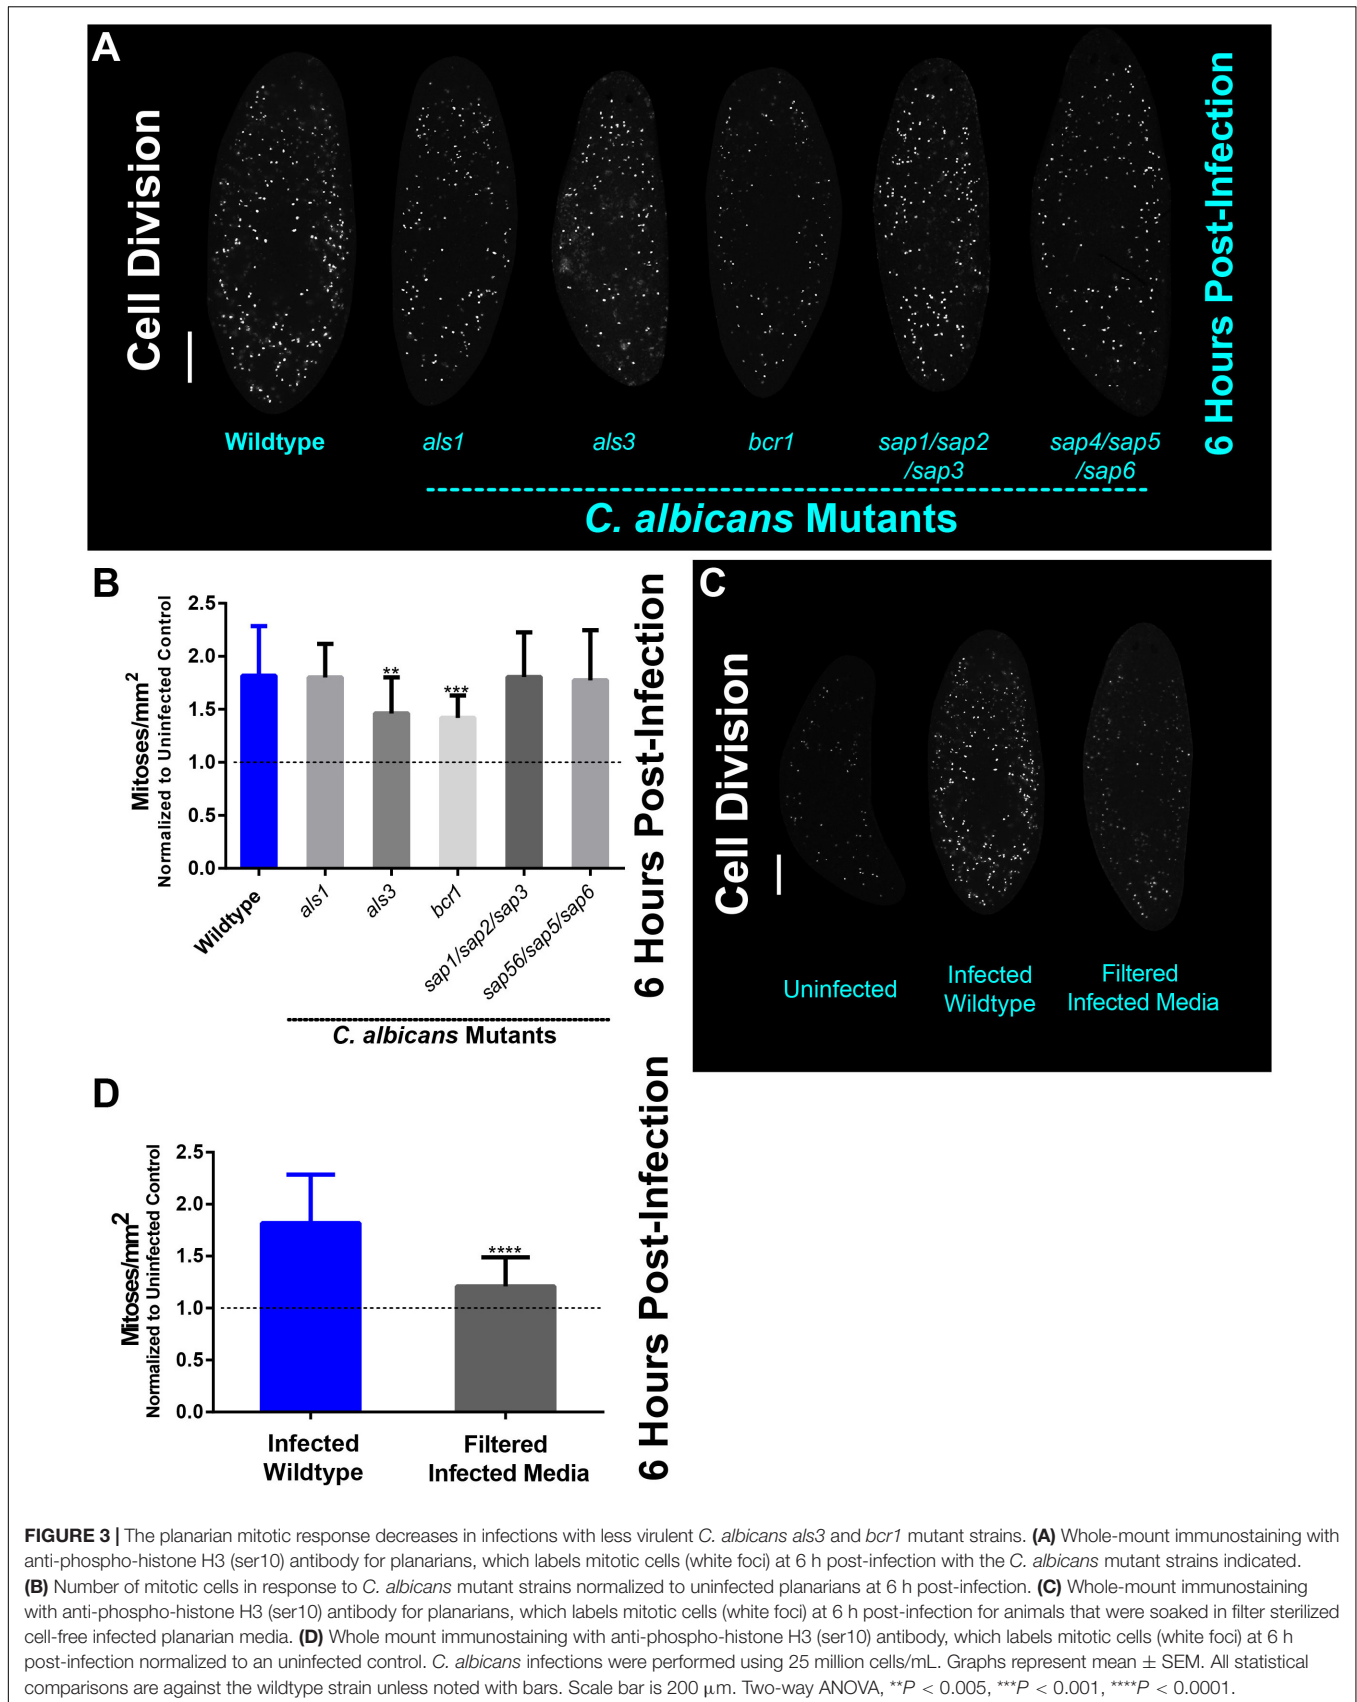 A
Cell Division
6 Hours Post-Infection
Wildtype
als1
als3
bcr1
sap1/sap2
/sap3
sap4/sap5
/sap6
C. albicans Mutants
B
Mitoses/mm2
Normalized to Uninfected Control
2.5
2.0
1.5
1.0
0.5
0.0
**
***
Wildtype
als1
als3
bcr1
sap1/sap2/sap3
sap56/sap5/sap6
C. albicans Mutants
6 Hours Post-Infection
C
Cell Division
Uninfected
Infected
Wildtype
Filtered
Infected Media
D
Mitoses/mm2
Normalized to Uninfected Control
2.5
2.0
1.5
1.0
0.5
0.0
****
Infected
Wildtype
Filtered
Infected Media
6 Hours Post-Infection
FIGURE 3 | The planarian mitotic response decreases in infections with less virulent C. albicans als3 and bcr1 mutant strains. (A) Whole-mount immunostaining with
anti-phospho-histone H3 (ser10) antibody for planarians, which labels mitotic cells (white foci) at 6 h post-infection with the C. albicans mutant strains indicated.
(B) Number of mitotic cells in response to C. albicans mutant strains normalized to uninfected planarians at 6 h post-infection. (C) Whole-mount immunostaining
with anti-phospho-histone H3 (ser10) antibody for planarians, which labels mitotic cells (white foci) at 6 h post-infection for animals that were soaked in filter sterilized
cell-free infected planarian media. (D) Whole mount immunostaining with anti-phospho-histone H3 (ser10) antibody, which labels mitotic cells (white foci) at 6 h
post-infection normalized to an uninfected control. C. albicans infections were performed using 25 million cells/mL. Graphs represent mean ± SEM. All statistical
comparisons are against the wildtype strain unless noted with bars. Scale bar is 200 μm. Two-way ANOVA, **P < 0.005, ***P < 0.001, ****P < 0.0001.